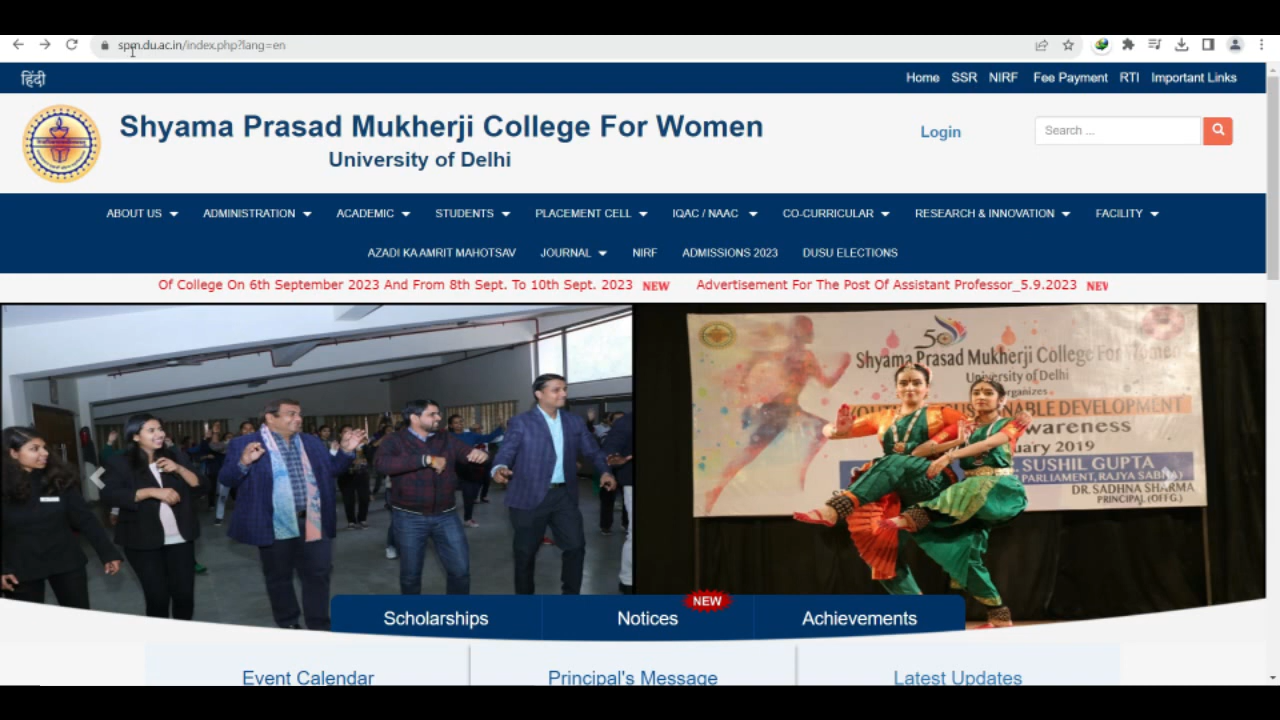 spm.du.ac.in/index.php?lang=en
हिंदी
Home SSR NIRF Fee Payment RTI Important Links
Shyama Prasad Mukherji College For Women
University of Delhi
Login
Search ...
ABOUT US ADMINISTRATION ACADEMIC STUDENTS PLACEMENT CELL IQAC / NAAC CO-CURRICULAR RESEARCH & INNOVATION FACILITY
AZADI KA AMRIT MAHOTSAV JOURNAL NIRF ADMISSIONS 2023 DUSU ELECTIONS
Of College On 6th September 2023 And From 8th Sept. To 10th Sept. 2023 NEW Advertisement For The Post Of Assistant Professor_5.9.2023
50
Shyama Prasad Mukherji College For Women
University of Delhi
SUSTAINABLE DEVELOPMENT
2019
SUSHIL GUPTA
PARLIAMENT, RAJYA SABHA)
DR. SADHNA SHARMA
PRINCIPAL (OFFG.)
NEW
Scholarships Notices Achievements
Event Calendar Principal's Message Latest Updates